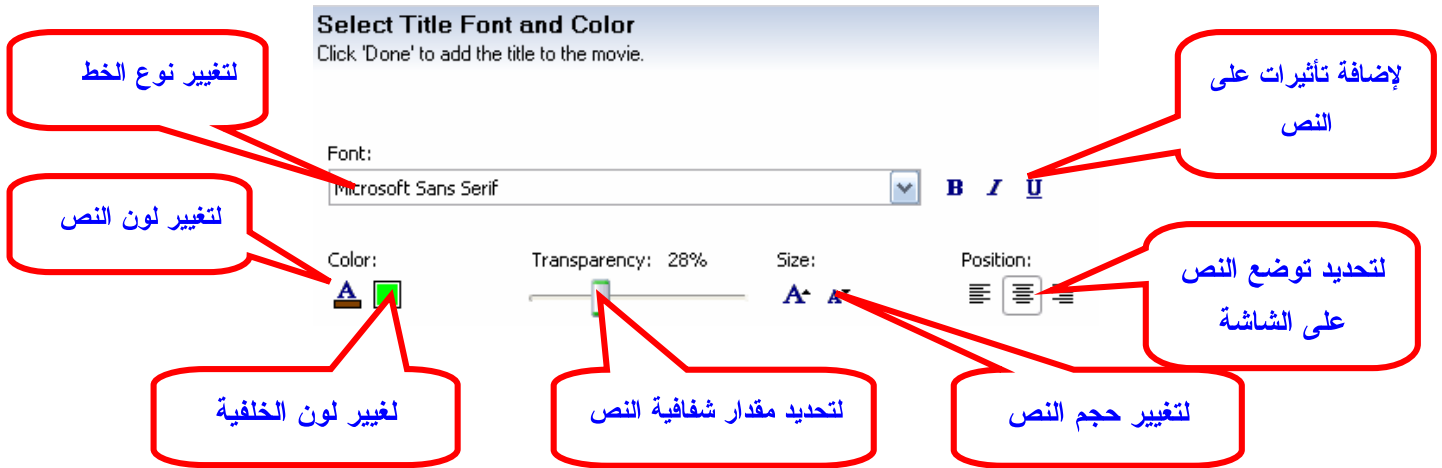 Select Title Font and Color
Click 'Done' to add the title to the movie.
لتغيير نوع الخط
لإضافة تأثيرات على
النص
Font:
Microsoft Sans Serif
B I U
لتغيير لون النص
Color:
Transparency: 28%
Size:
Position:
لتحديد توضع النص
على الشاشة
لغيير لون الخلفية
لتحديد مقدار شفافية النص
لتغيير حجم النص